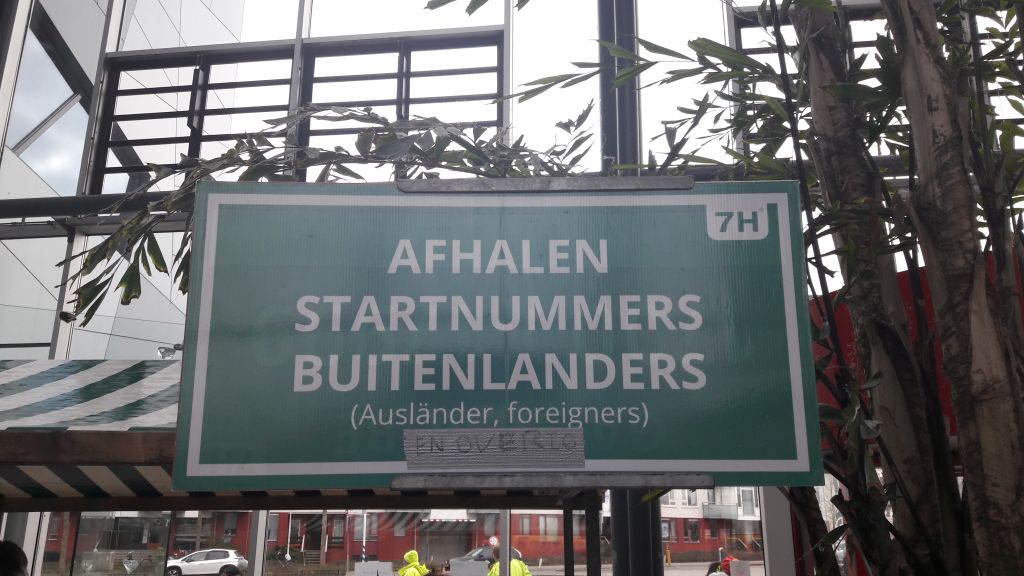 7H
AFHALEN
STARTNUMMERS
BUITENLANDERS
(Ausländer, foreigners)
EN OVERIG